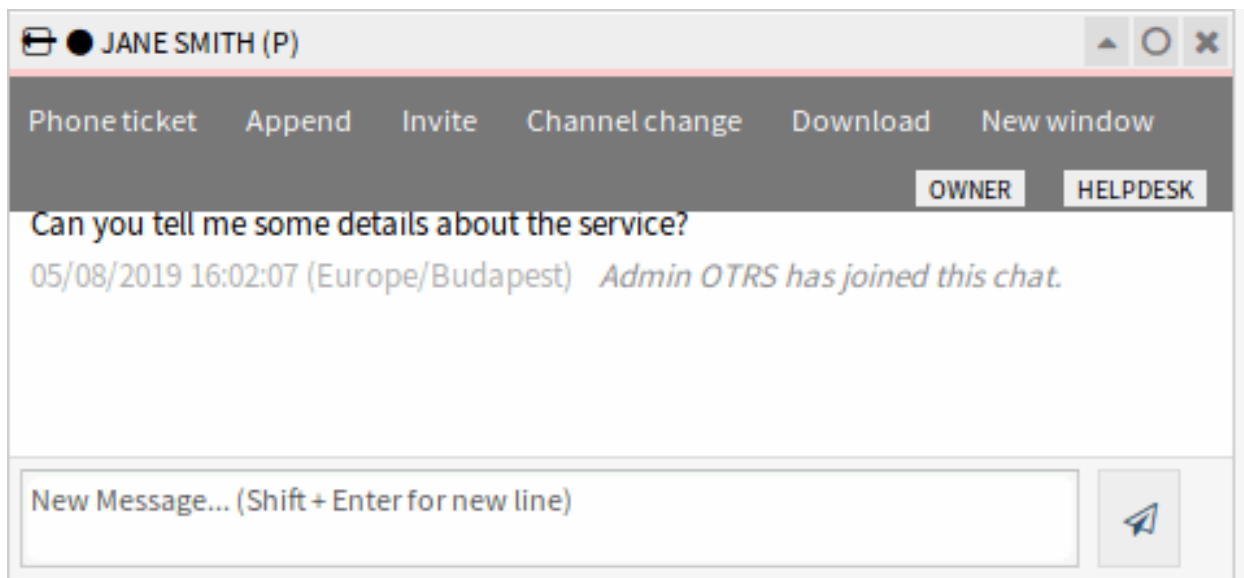 JANE SMITH (P)
Phone ticket Append Invite Channel change Download New window
OWNER HELPDESK
Can you tell me some details about the service?
05/08/2019 16:02:07 (Europe/Budapest) Admin OTRS has joined this chat.
New Message... (Shift + Enter for new line)